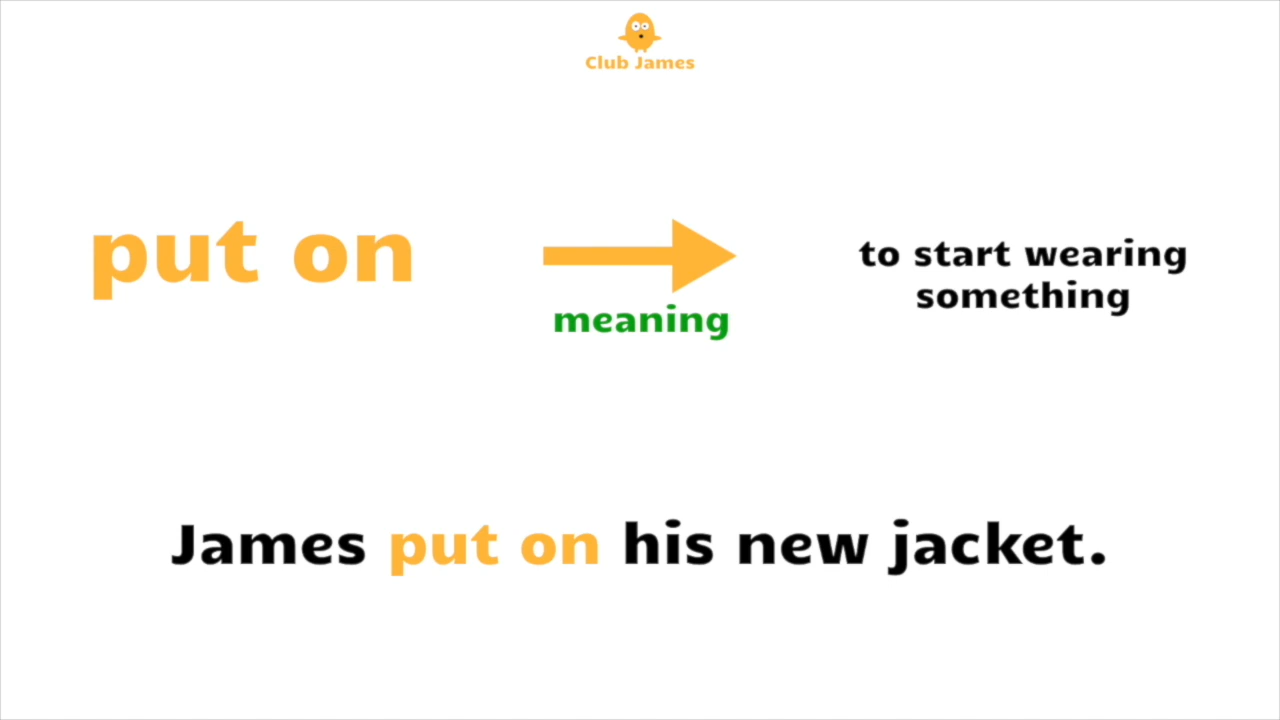 Club James
put on
meaning
to start wearing
something
James put on his new jacket.